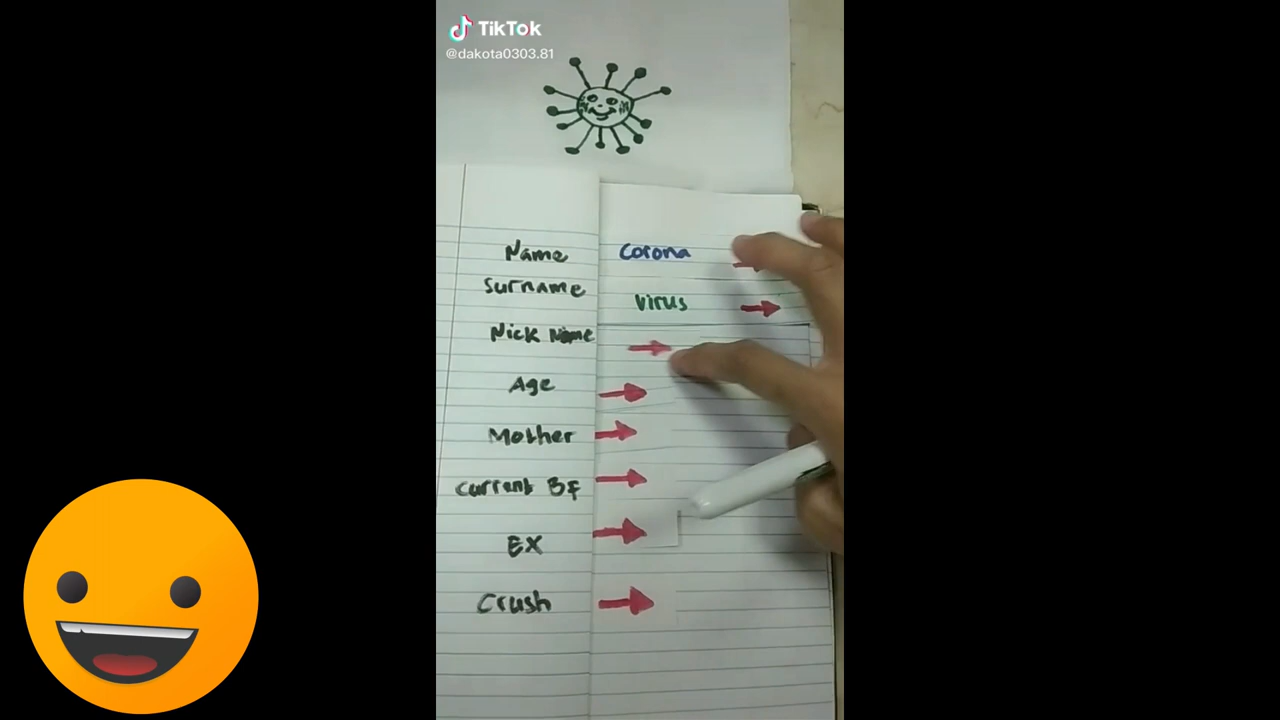 TikTok
@dakota0303.81
Name Corona
Surname Virus
Nick Name
Age
Mother
Current BF
EX
Crush